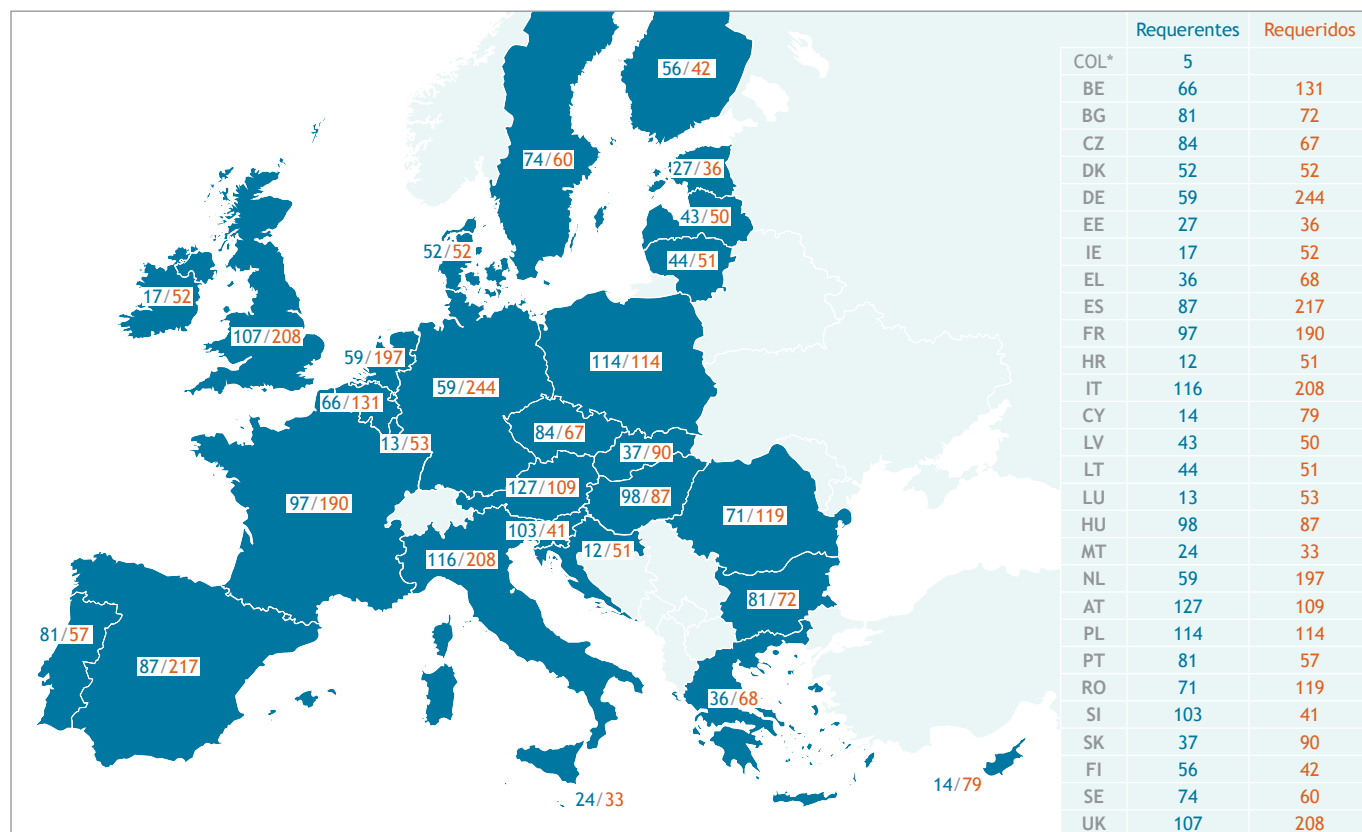 56/42
74/60
27/36
43/50
52/52
44/51
17/52
107/208
59/197
114/114
59/244
66/131
84/67
13/53
37/90
127/109
98/87
97/190
71/119
103/41
12/51
116/208
81/72
81/57
87/217
36/68
14/79
24/33
Requerentes Requeridos
COL* 5
BE 66 131
BG 81 72
CZ 84 67
DK 52 52
DE 59 244
EE 27 36
IE 17 52
EL 36 68
ES 87 217
FR 97 190
HR 12 51
IT 116 208
CY 14 79
LV 43 50
LT 44 51
LU 13 53
HU 98 87
MT 24 33
NL 59 197
AT 127 109
PL 114 114
PT 81 57
RO 71 119
SI 103 41
SK 37 90
FI 56 42
SE 74 60
UK 107 208